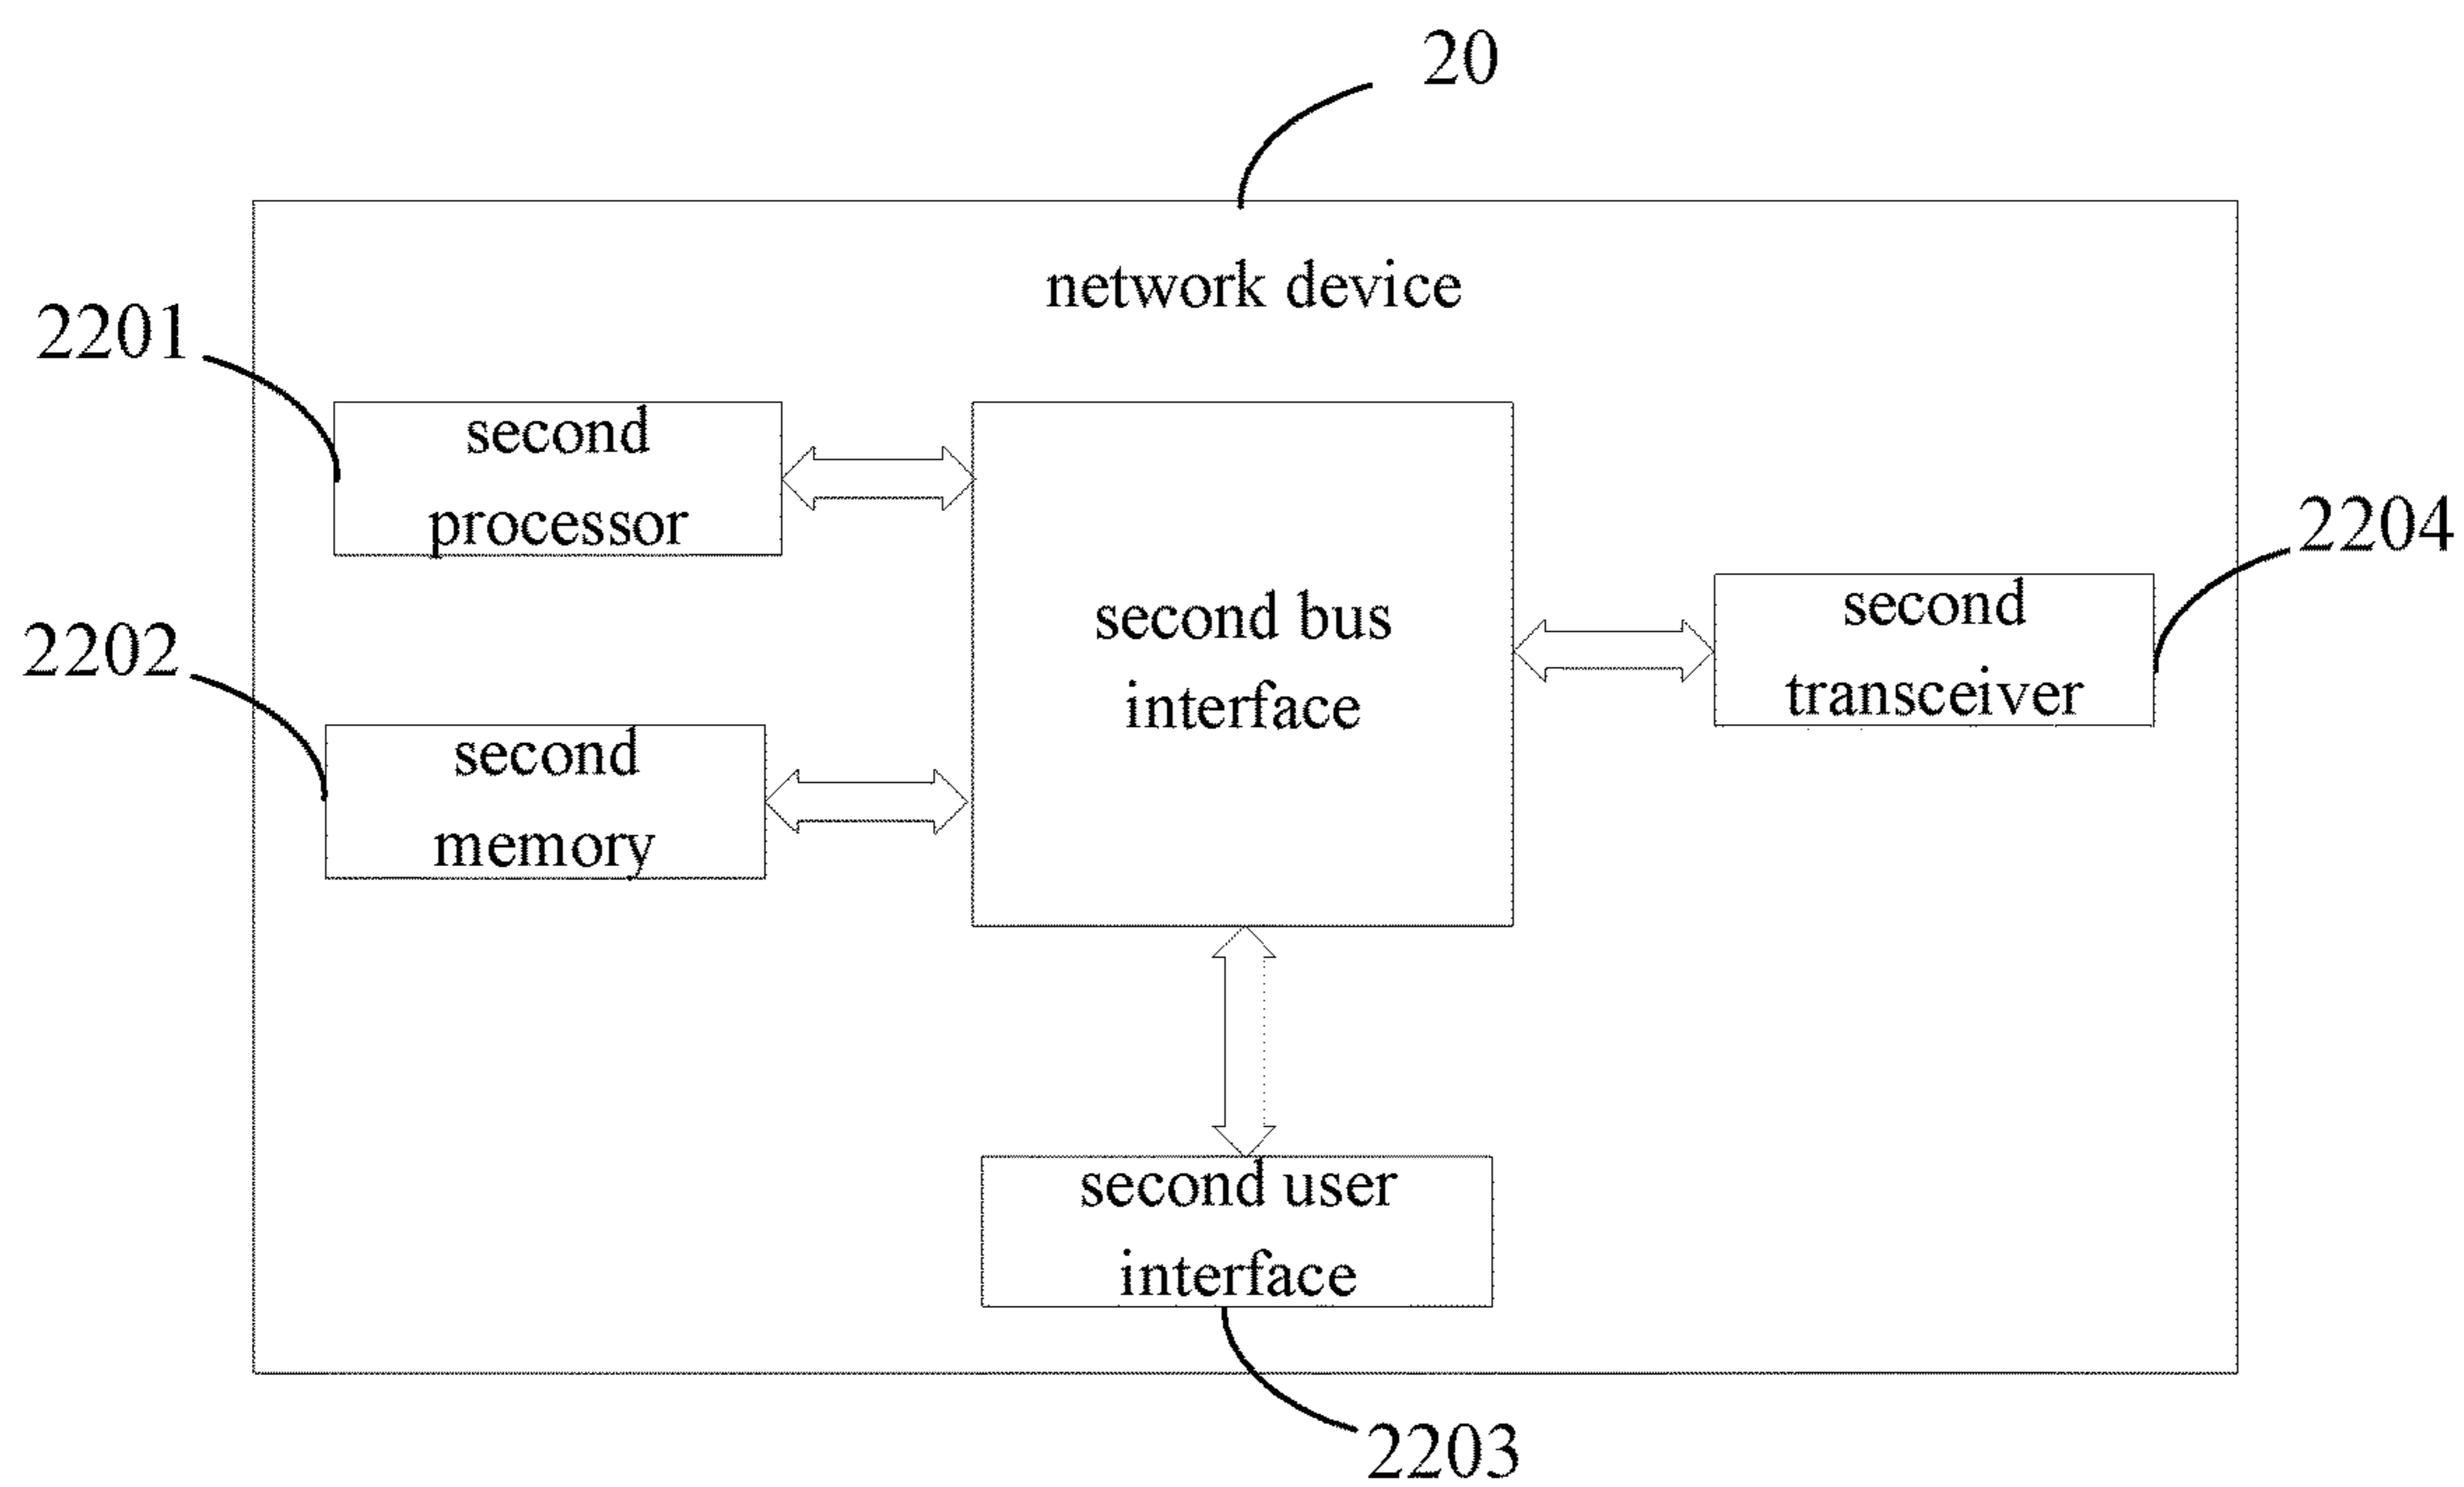 20
network device
2201
second
processor
2202
second
memory
second bus
interface
2204
second
transceiver
second user
interface
2203